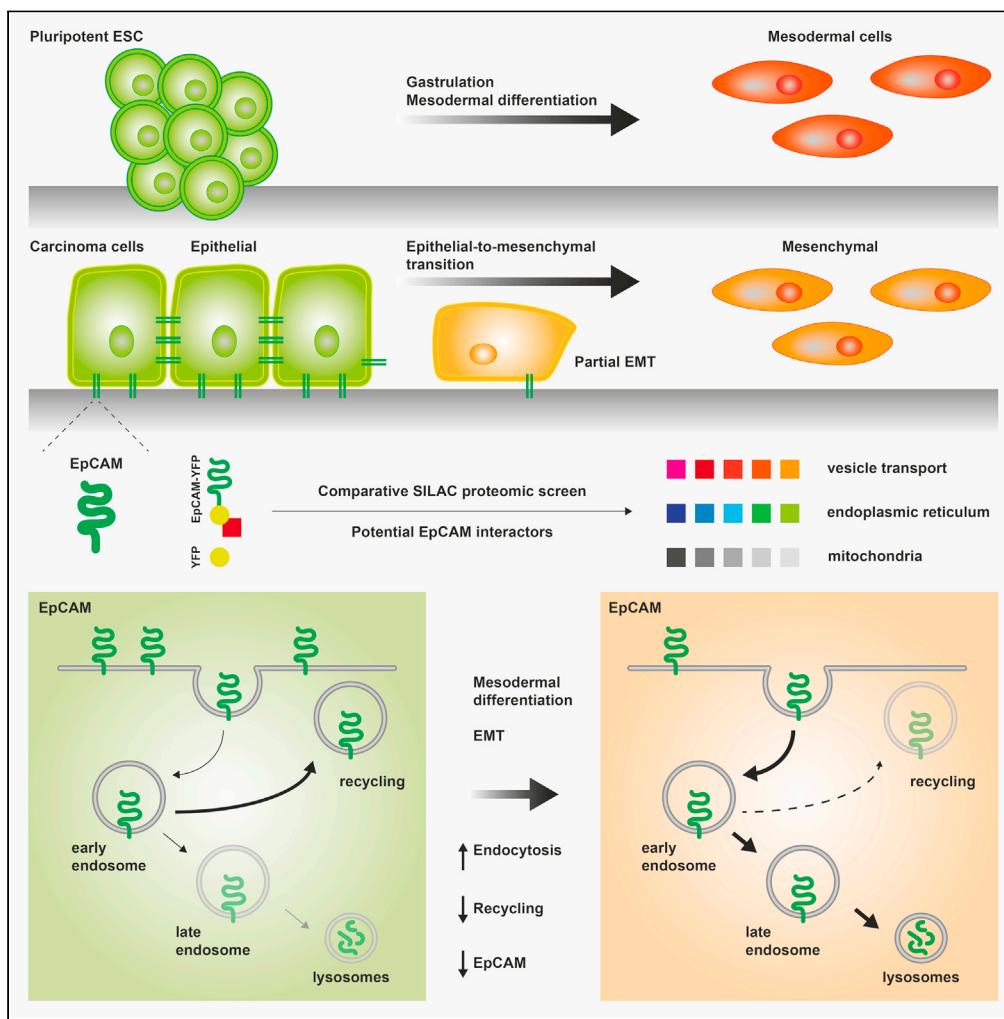 Pluripotent ESC
Gastrulation
Mesodermal differentiation
Mesodermal cells
Carcinoma cells
Epithelial
Epithelial-to-mesenchymal
transition
Mesenchymal
Partial EMT
EpCAM
EpCAM-YFP
YFP
Comparative SILAC proteomic screen
Potential EpCAM interactors
vesicle transport
endoplasmic reticulum
mitochondria
EpCAM
recycling
early
endosome
late
endosome
lysosomes
Mesodermal
differentiation
EMT
Endocytosis
Recycling
EpCAM
EpCAM
recycling
early
endosome
late
endosome
lysosomes